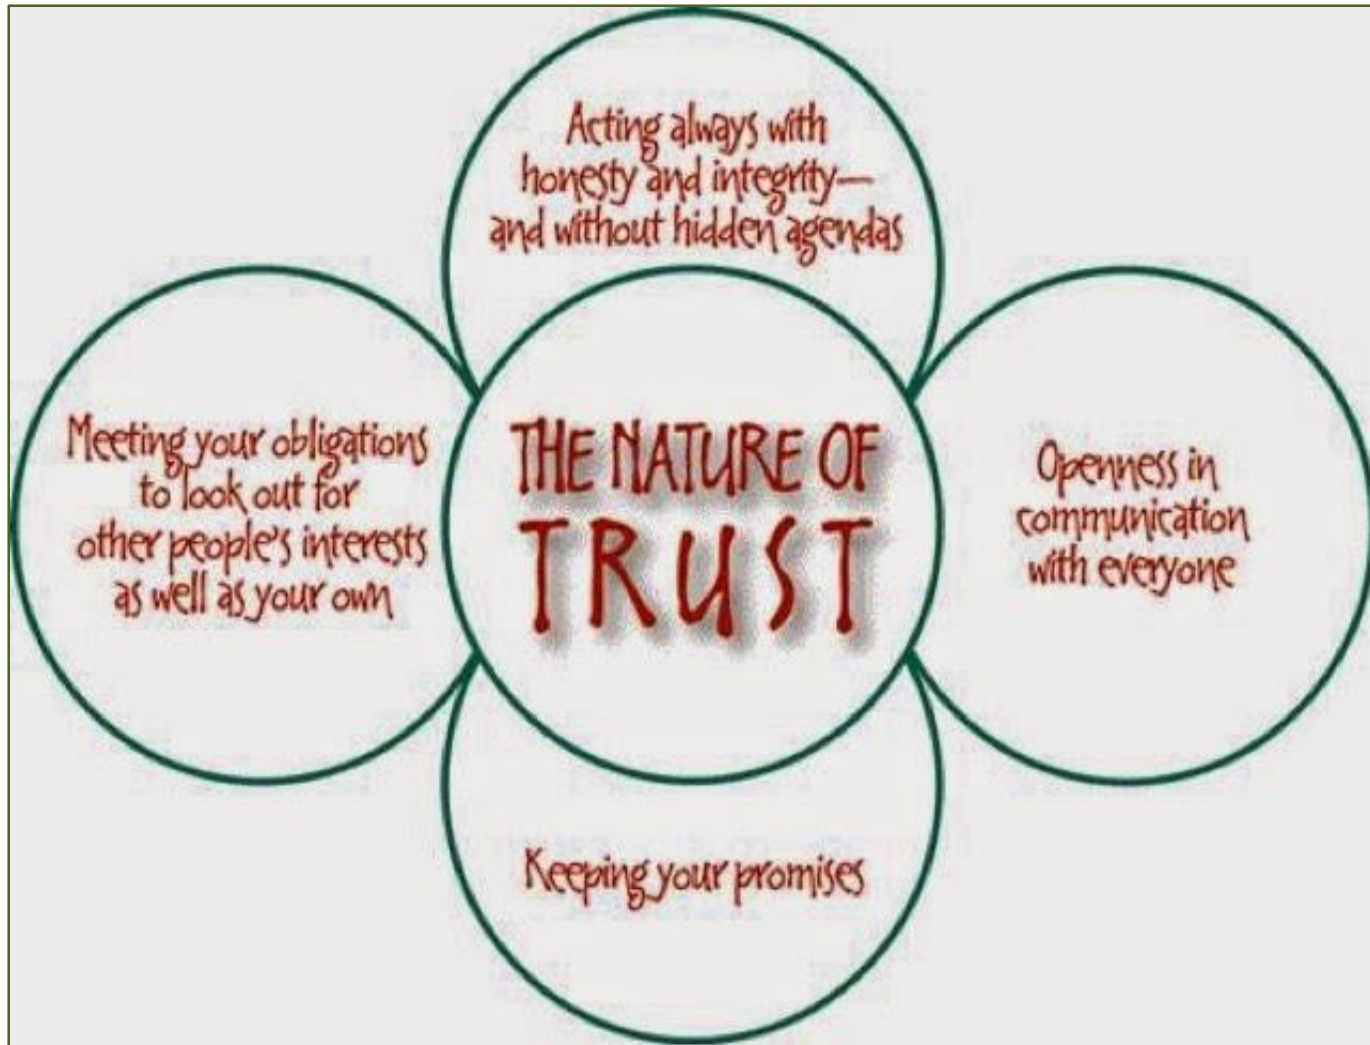 Acting always with
honesty and integrity—
and without hidden agendas
Meeting your obligations
to look out for
other people's interests
as well as your own
THE NATURE OF
TRUST
Openness in
communication
with everyone
Keeping your promises